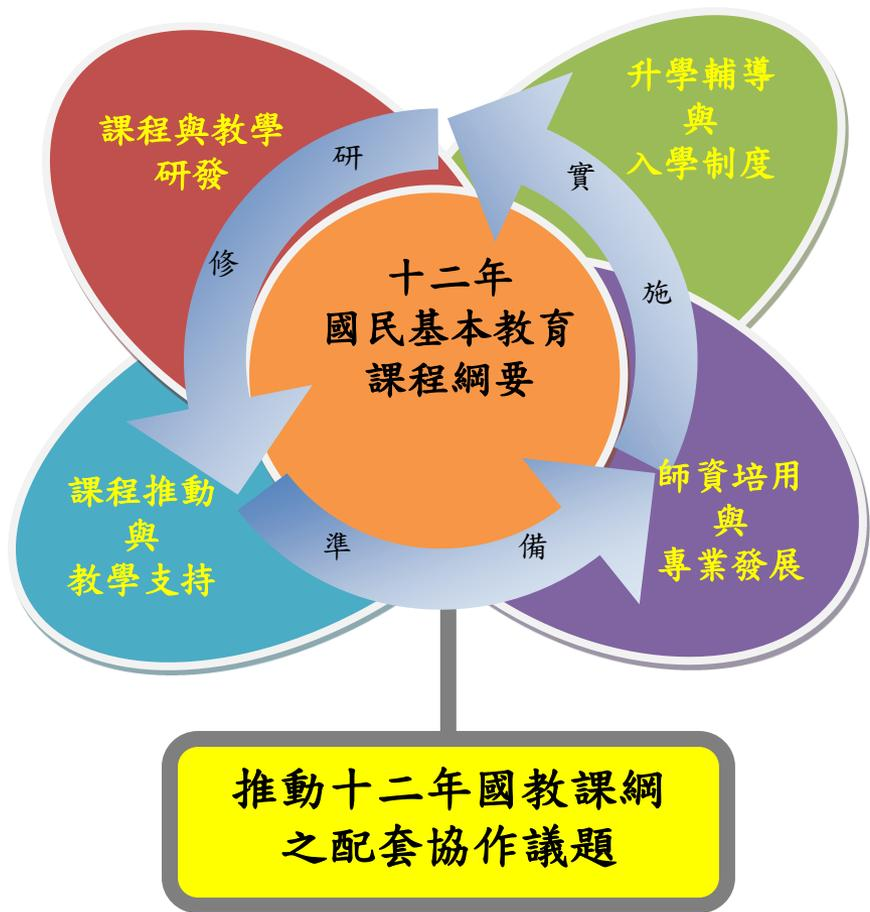 課程與教學
研發
升學輔導
與
入學制度
研
修
實
施
十二年
國民基本教育
課程綱要
課程推動
與
教學支持
師資培用
與
專業發展
準
備
推動十二年國教課綱
之配套協作議題